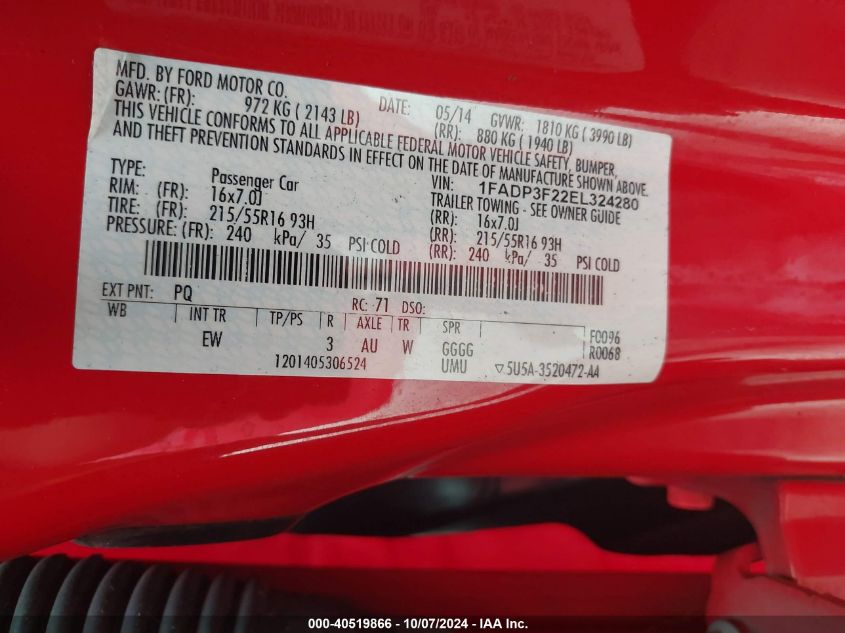 MFD. BY FORD MOTOR CO.
DATE: 05/14 GVWR: 1810 KG ( 3990 LB)
GAWR: (FR): 972 KG ( 2143 LB) (RR): 880 KG ( 1940 LB)
THIS VEHICLE CONFORMS TO ALL APPLICABLE FEDERAL MOTOR VEHICLE SAFETY, BUMPER,
AND THEFT PREVENTION STANDARDS IN EFFECT ON THE DATE OF MANUFACTURE SHOWN ABOVE.
VIN: 1FADP3F22EL324280
TYPE: Passenger Car TRAILER TOWING - SEE OWNER GUIDE
RIM: (FR): 16x7.0J (RR): 16x7.0J
TIRE: (FR): 215/55R16 93H (RR): 215/55R16 93H
PRESSURE: (FR): 240 kPa/ 35 PSI COLD (RR): 240 kPa/ 35 PSI COLD
EXT PNT: PQ RC: 71 DSO:
WB INT TR TP/PS R AXLE TR SPR F0096
EW 3 AU W GGGG R0068
1201405306524 UMU ▽5U5A-3520472-AA
000-40519866 - 10/07/2024 - IAA Inc.